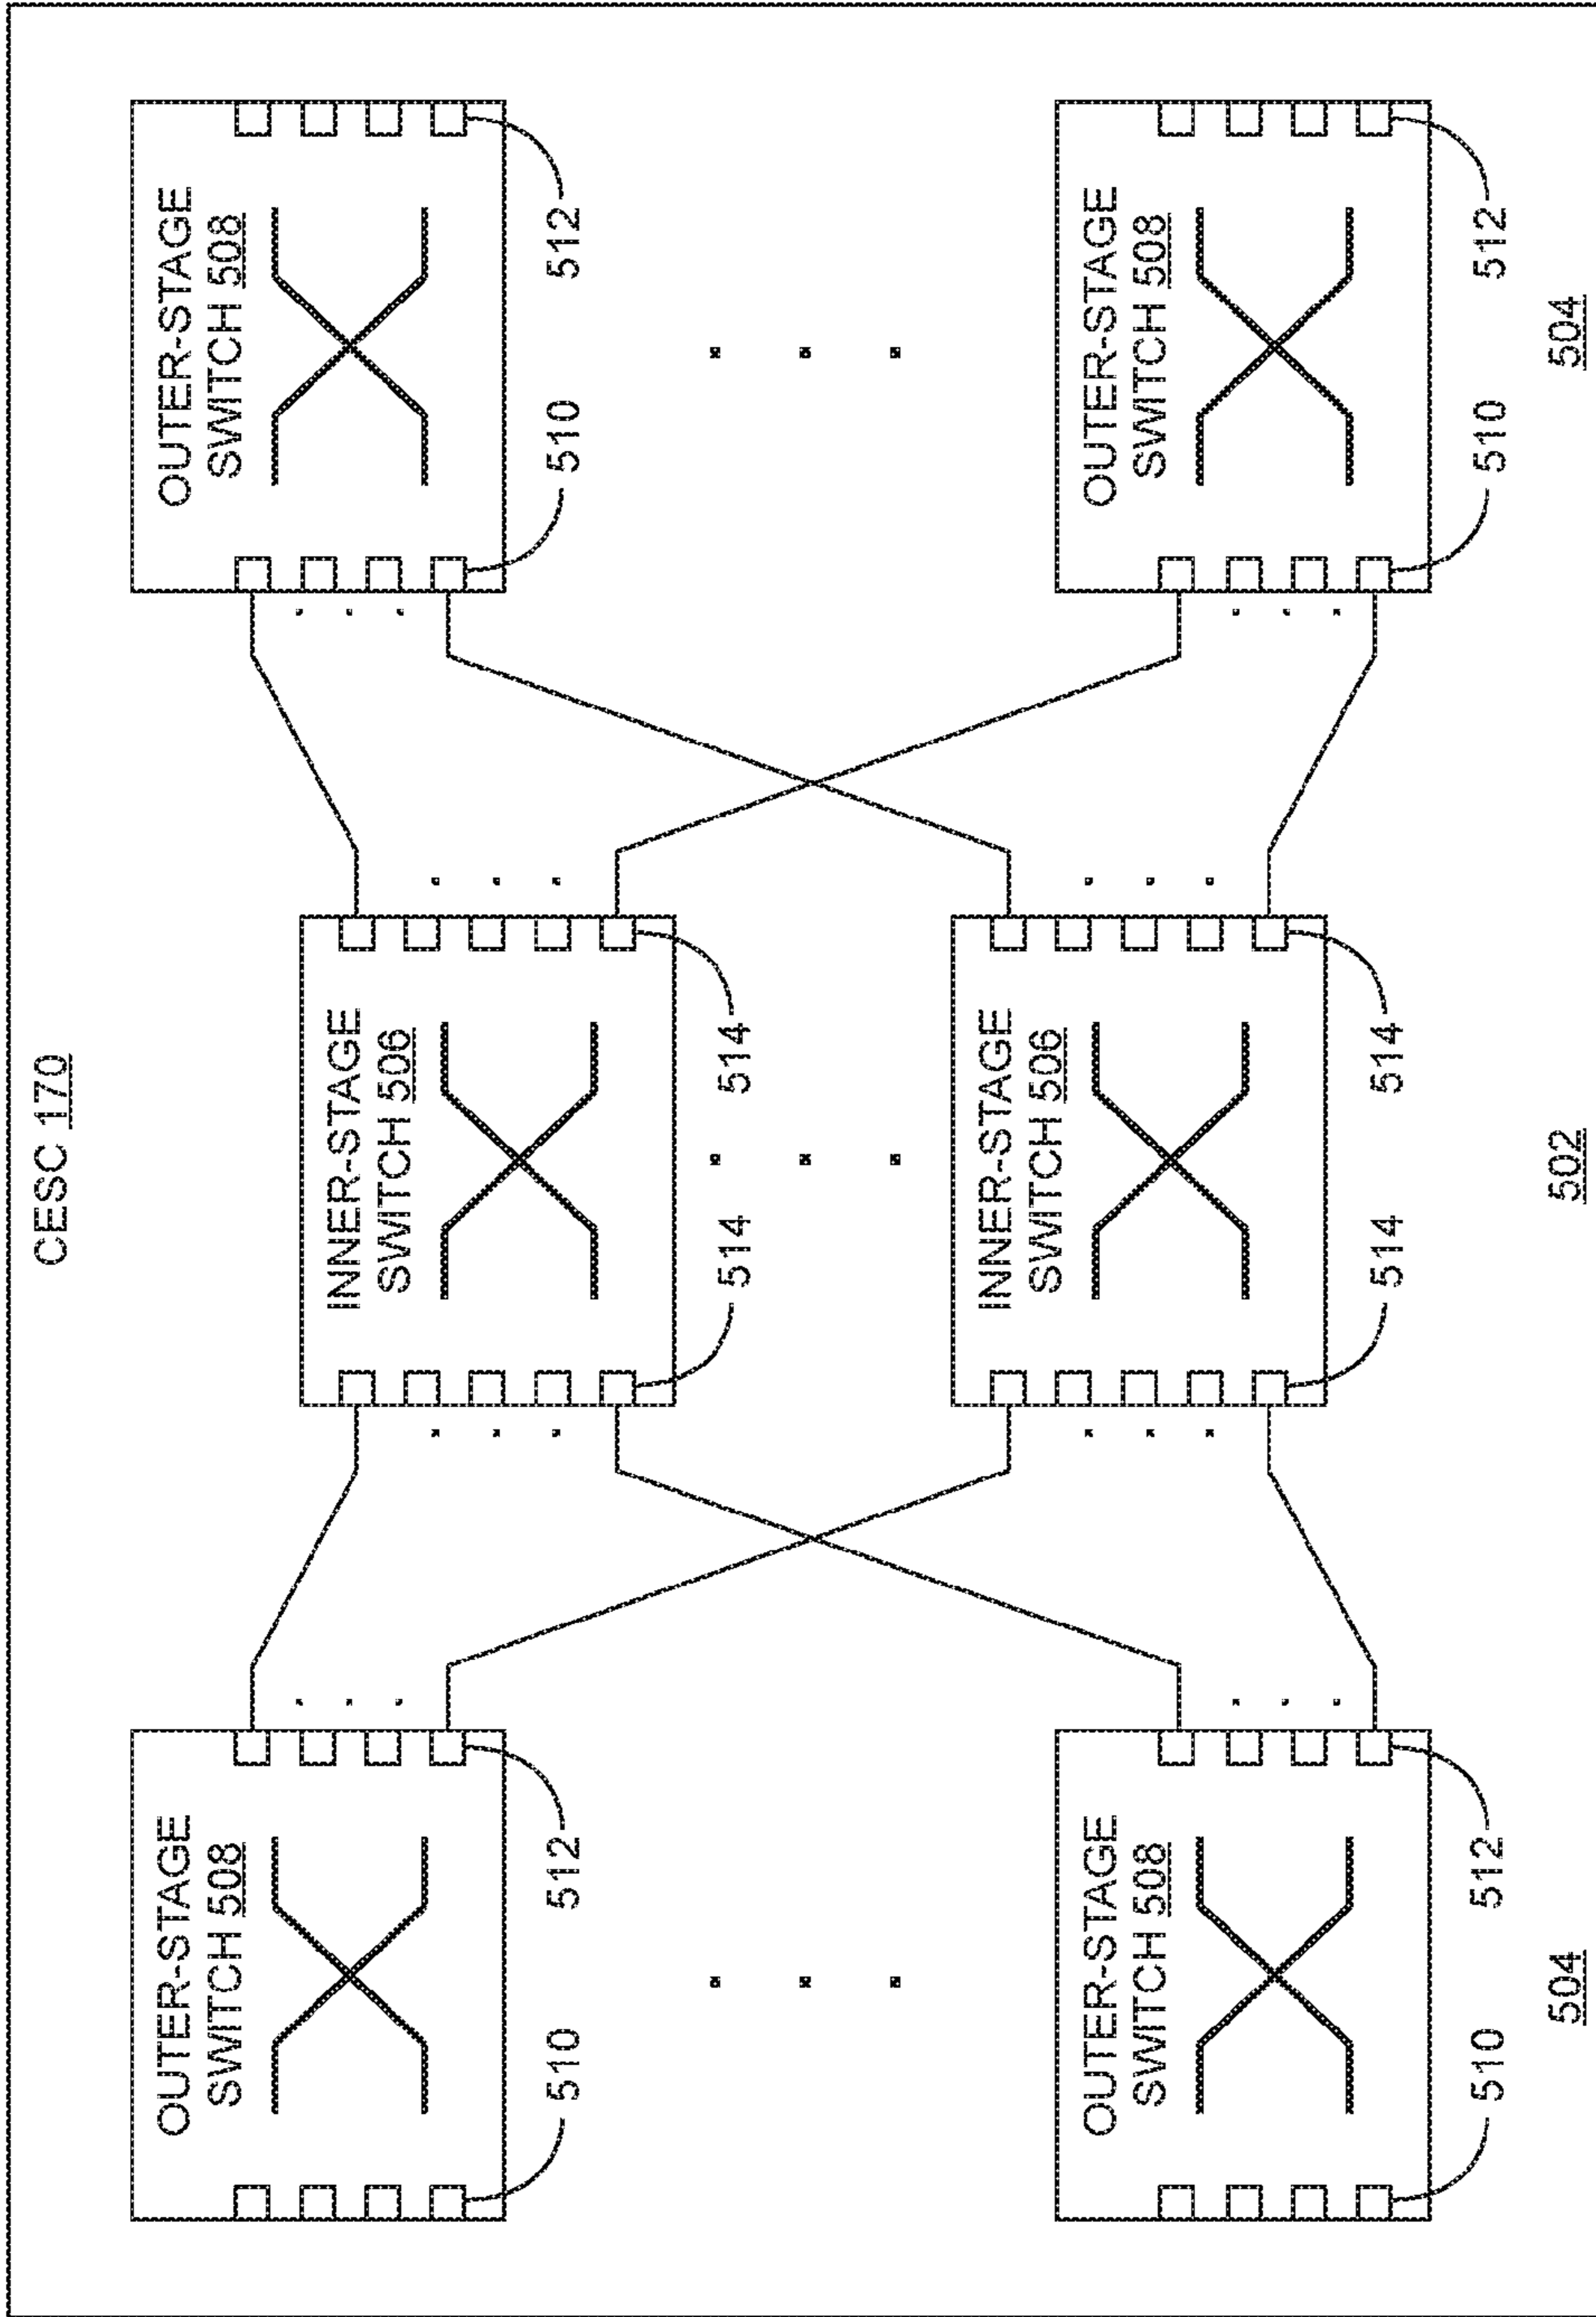 CESC 170
OUTER-STAGE
SWITCH 508
510
512
INNER-STAGE
SWITCH 506
514
514
OUTER-STAGE
SWITCH 508
510
512
OUTER-STAGE
SWITCH 508
510
512
INNER-STAGE
SWITCH 506
514
514
OUTER-STAGE
SWITCH 508
510
512
504
502
504